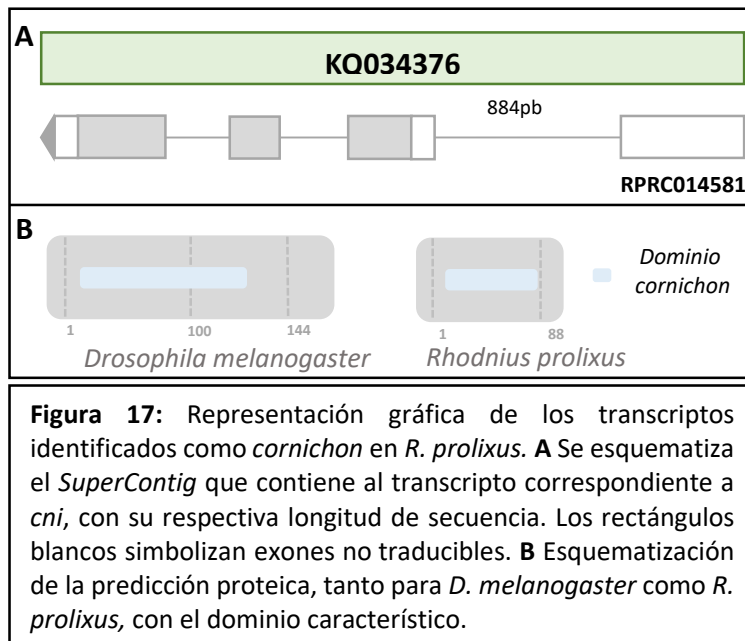 A
KQ034376
884pb
RPRC014581
B
Dominio
cornichon
1 100 144
1 88
Drosophila melanogaster
Rhodnius prolixus
Figura 17: Representación gráfica de los transcriptos
identificados como cornichon en R. prolixus. A Se esquematiza
el SuperContig que contiene al transcripto correspondiente a
cni, con su respectiva longitud de secuencia. Los rectángulos
blancos simbolizan exones no traducibles. B Esquematización
de la predicción proteica, tanto para D. melanogaster como R.
prolixus, con el dominio característico.